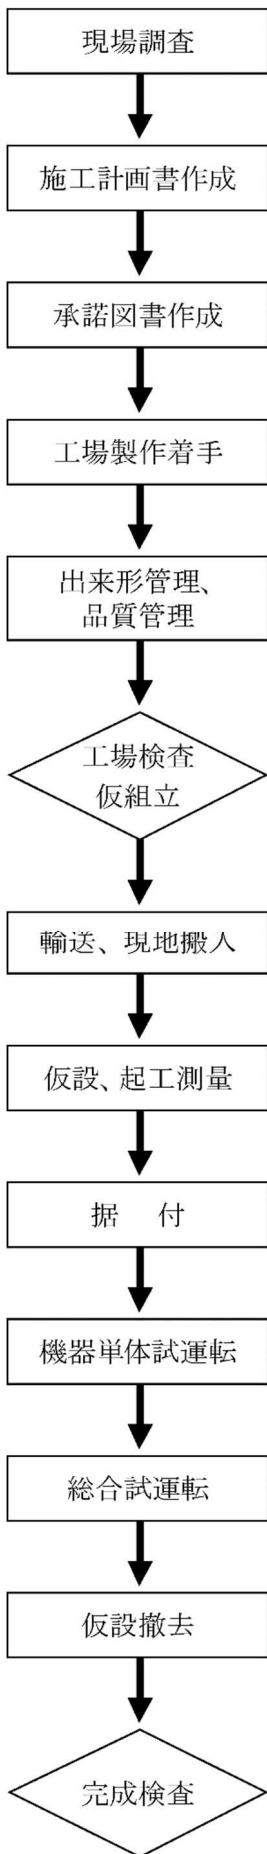 現場調査
施工計画書作成
承諾図書作成
工場製作着手
出来形管理、
品質管理
工場検査
仮組立
輸送、現地搬入
仮設、起工測量
据　付
機器単体試運転
総合試運転
仮設撤去
完成検査